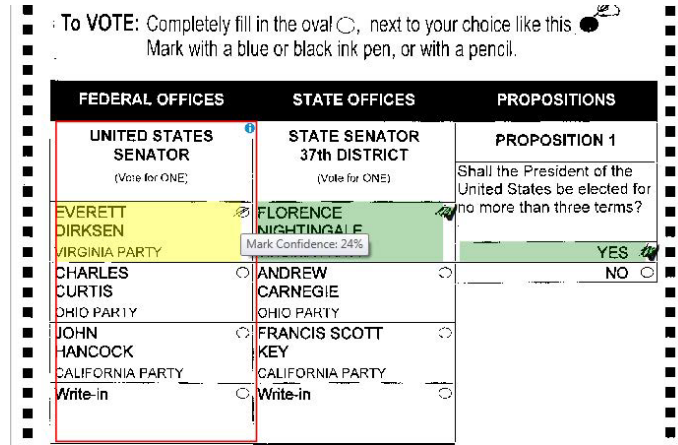 To VOTE: Completely fill in the oval , next to your choice like this
Mark with a blue or black ink pen, or with a pencil.
FEDERAL OFFICES
STATE OFFICES
PROPOSITIONS
UNITED STATES
SENATOR
(Vote for ONE)
EVERETT
DIRKSEN
VIRGINIA PARTY
CHARLES
CURTIS
OHIO PARTY
JOHN
HANCOCK
CALIFORNIA PARTY
Write-in
STATE SENATOR
37th DISTRICT
(Vote for ONE)
FLORENCE
NIGHTINGALE
Mark Confidence: 24%
ANDREW
CARNEGIE
OHIO PARTY
FRANCIS SCOTT
KEY
CALIFORNIA PARTY
Write-in
PROPOSITION 1
Shall the President of the
United States be elected for
no more than three terms?
YES
NO